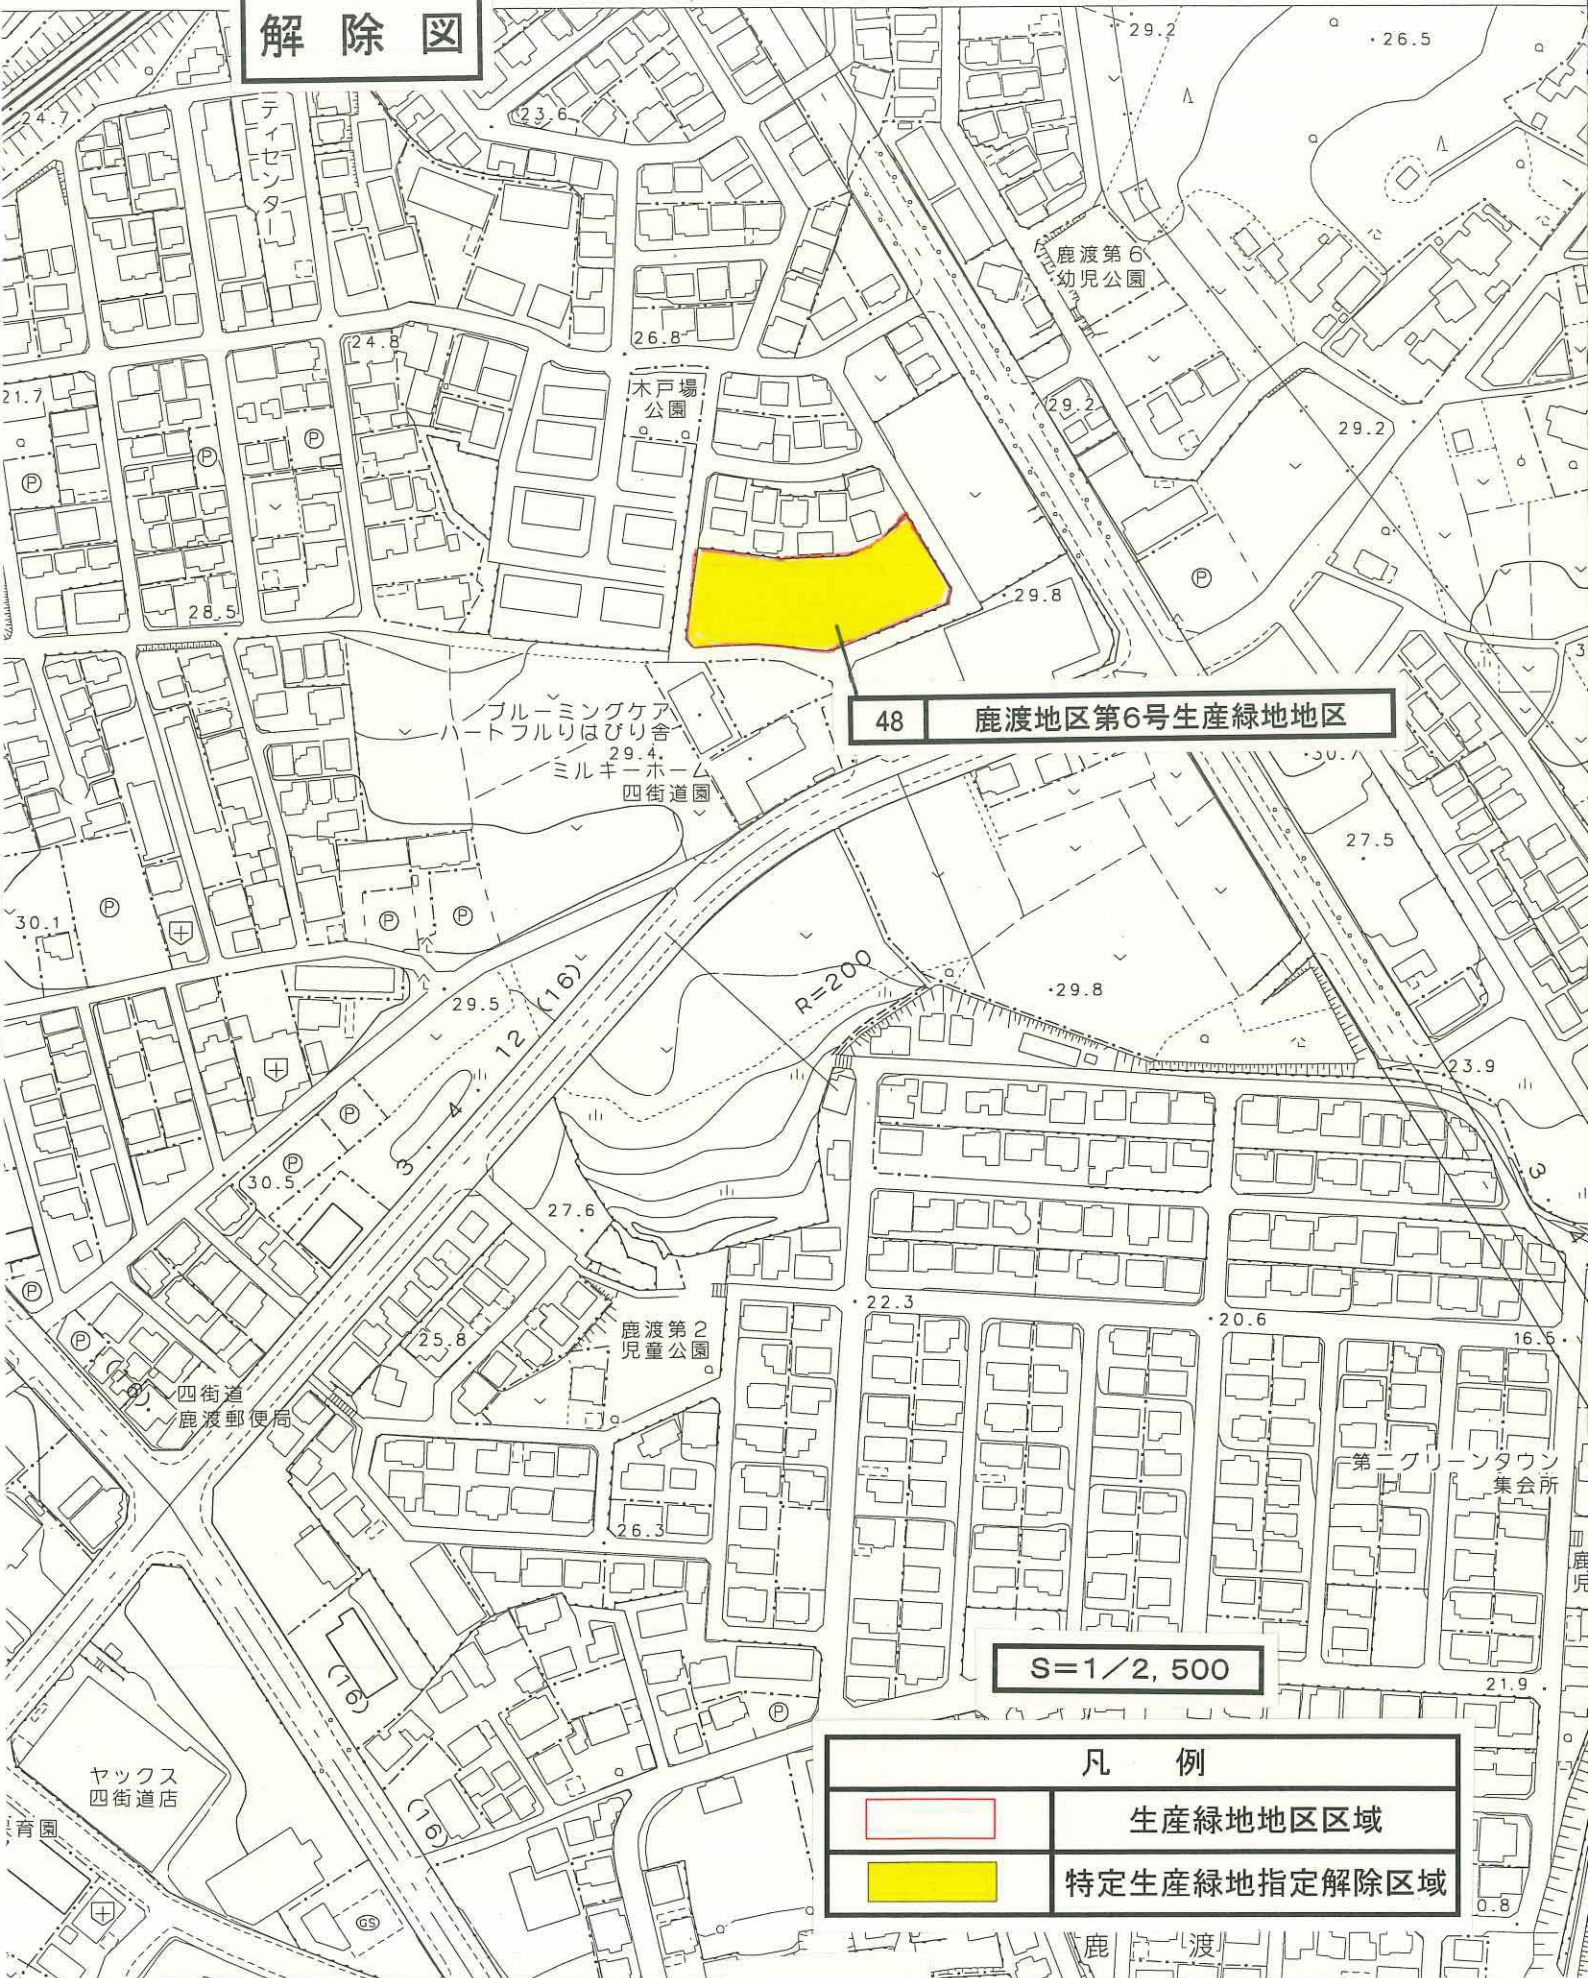 解除図
29.2
26.5
24.7
23.6
ティセンター
鹿渡第6
幼児公園
24.8
26.8
木戸場
公園
21.7
29.2
29.2
P
P
P
28.5
29.8
P
48 鹿渡地区第6号生産緑地地区
ブルーミングケア
ハートフルりはびり舎
29.4
ミルキーホーム
四街道園
30.7
27.5
30.1
P
P
P
R=200
29.8
29.5
12 (16)
3・4・
23.9
P
P
30.5
3・4
27.6
P
22.3
20.6
16.5
P
25.8
鹿渡第2
児童公園
四街道
鹿渡郵便局
第二グリーンタウン
集会所
26.3
鹿
児
(16)
S=1/2,500
21.9
P
凡例
ヤックス
四街道店
生産緑地地区区域
(16)
育園
特定生産緑地指定解除区域
0.8
GS
鹿渡